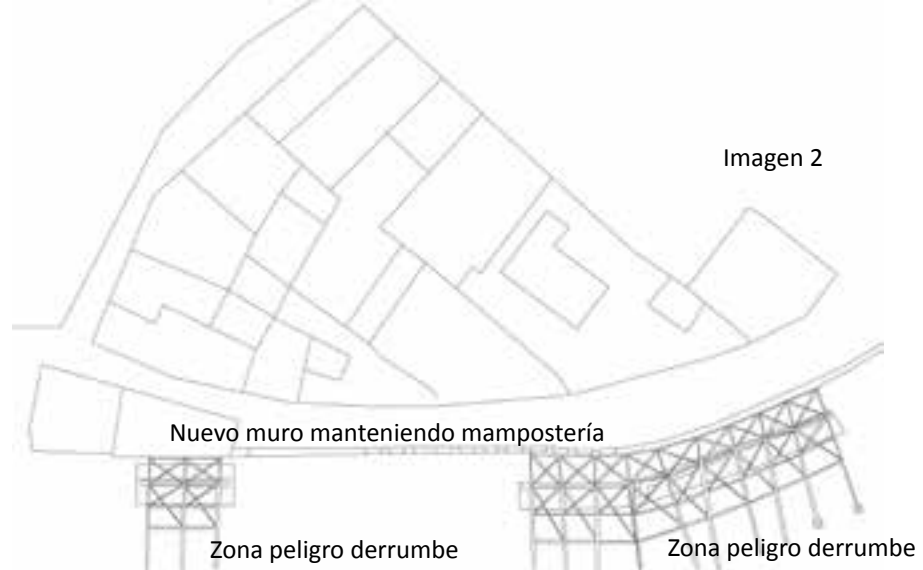 Imagen 2
Nuevo muro manteniendo mampostería
Zona peligro derrumbe
Zona peligro derrumbe